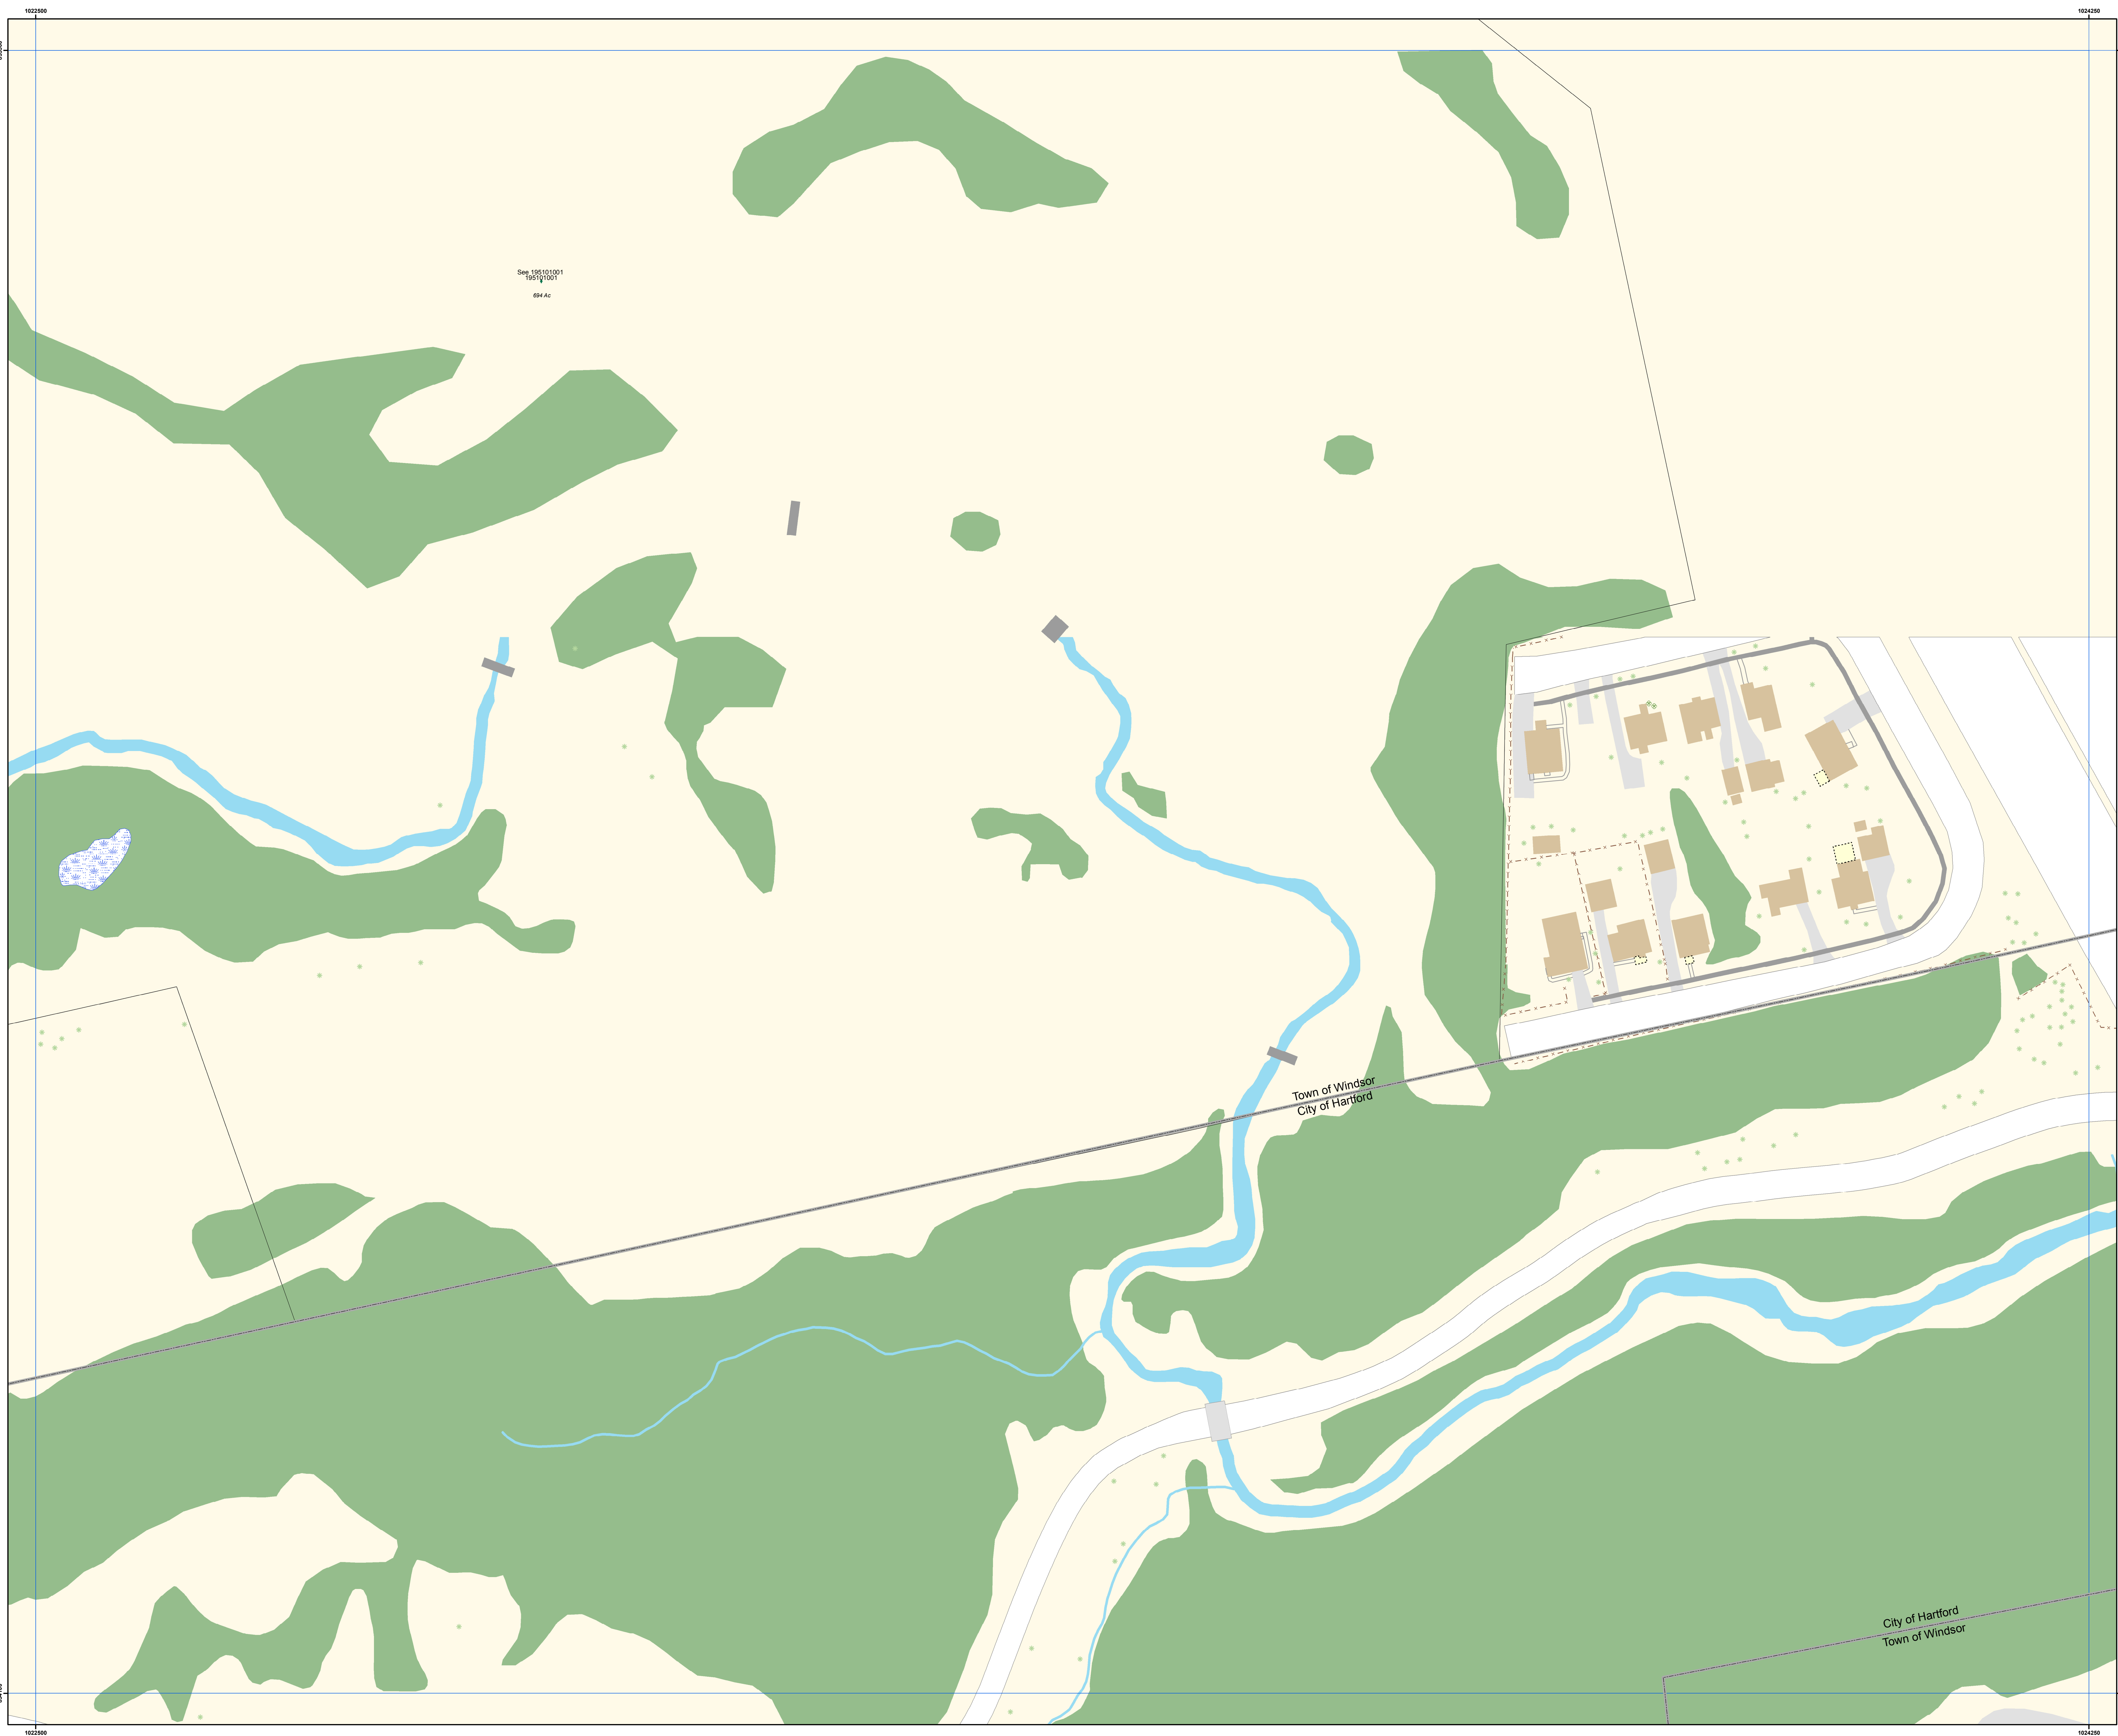 1022500
1024250
See 195101001
195101001
694 Ac
Town of Windsor
City of Hartford
City of Hartford
Town of Windsor
1022500
1024250